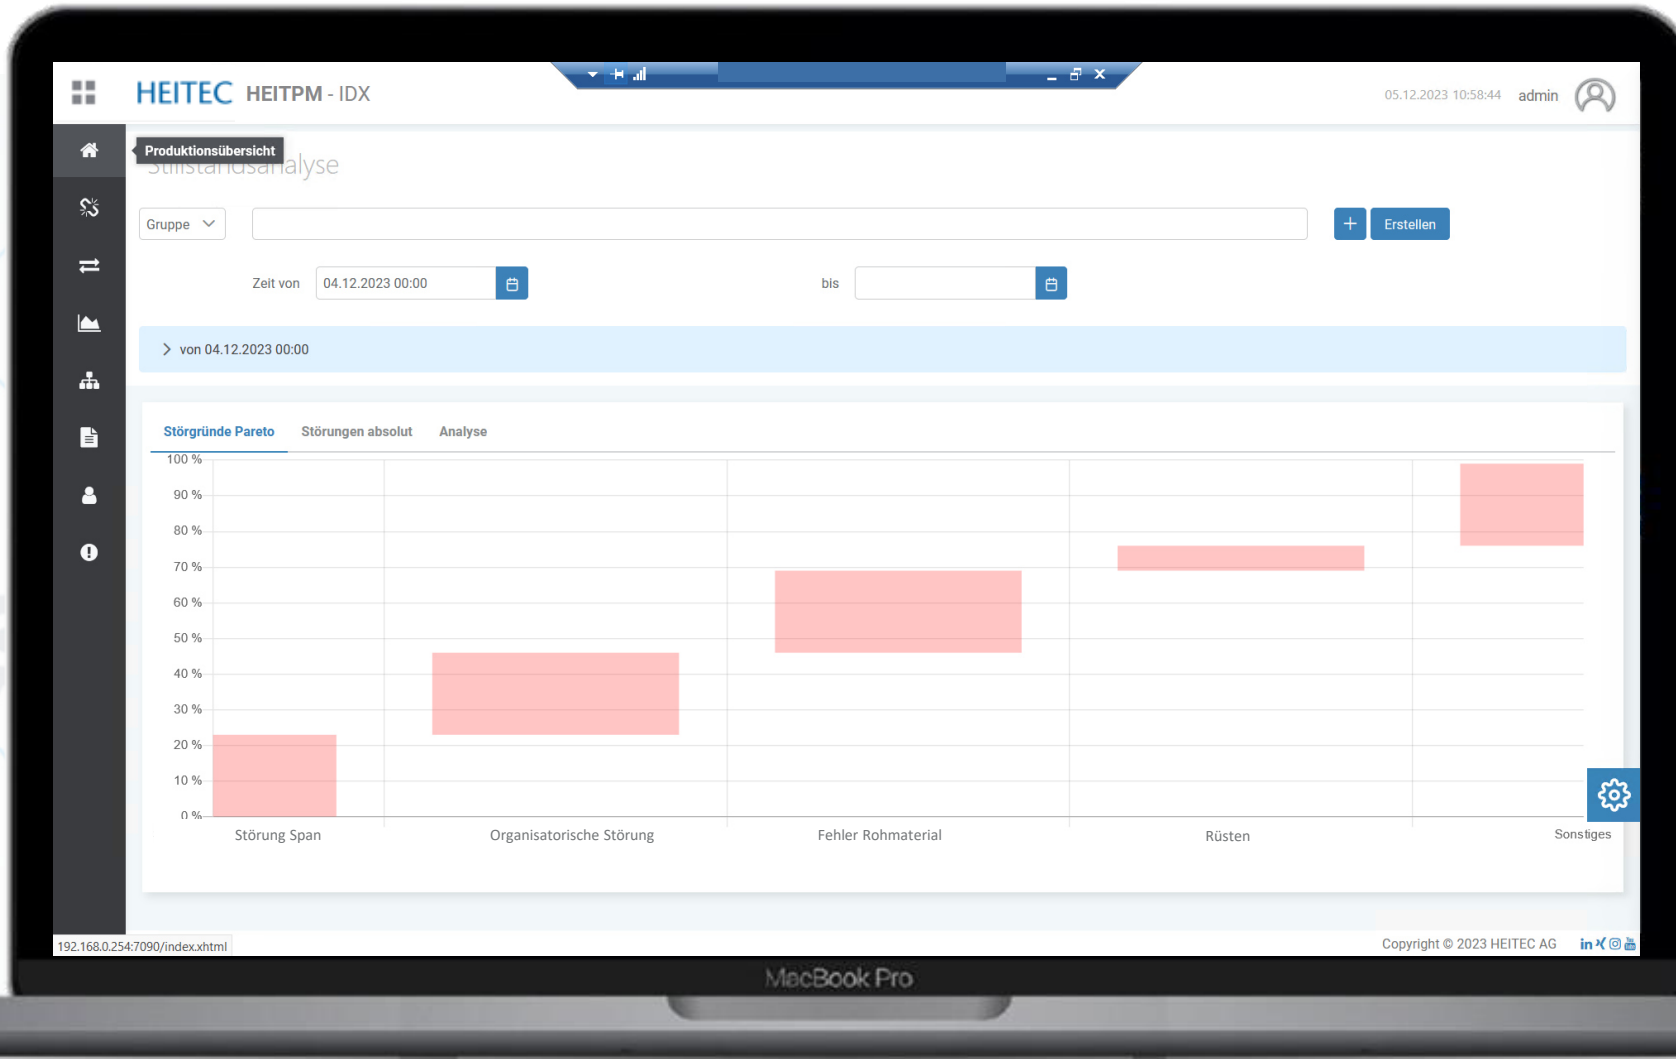 HEITEC HEITPM - IDX
05.12.2023 10:58:44 admin
Produktionsübersicht
Stillstandsanalyse
Gruppe
Erstellen
Zeit von 04.12.2023 00:00 bis
von 04.12.2023 00:00
Störgründe Pareto Störungen absolut Analyse
100 %
90 %
80 %
70 %
60 %
50 %
40 %
30 %
20 %
10 %
0 %
Störung Span Organisatorische Störung Fehler Rohmaterial Rüsten Sonstiges
192.168.0.254:7090/index.xhtml
Copyright © 2023 HEITEC AG
MacBook Pro